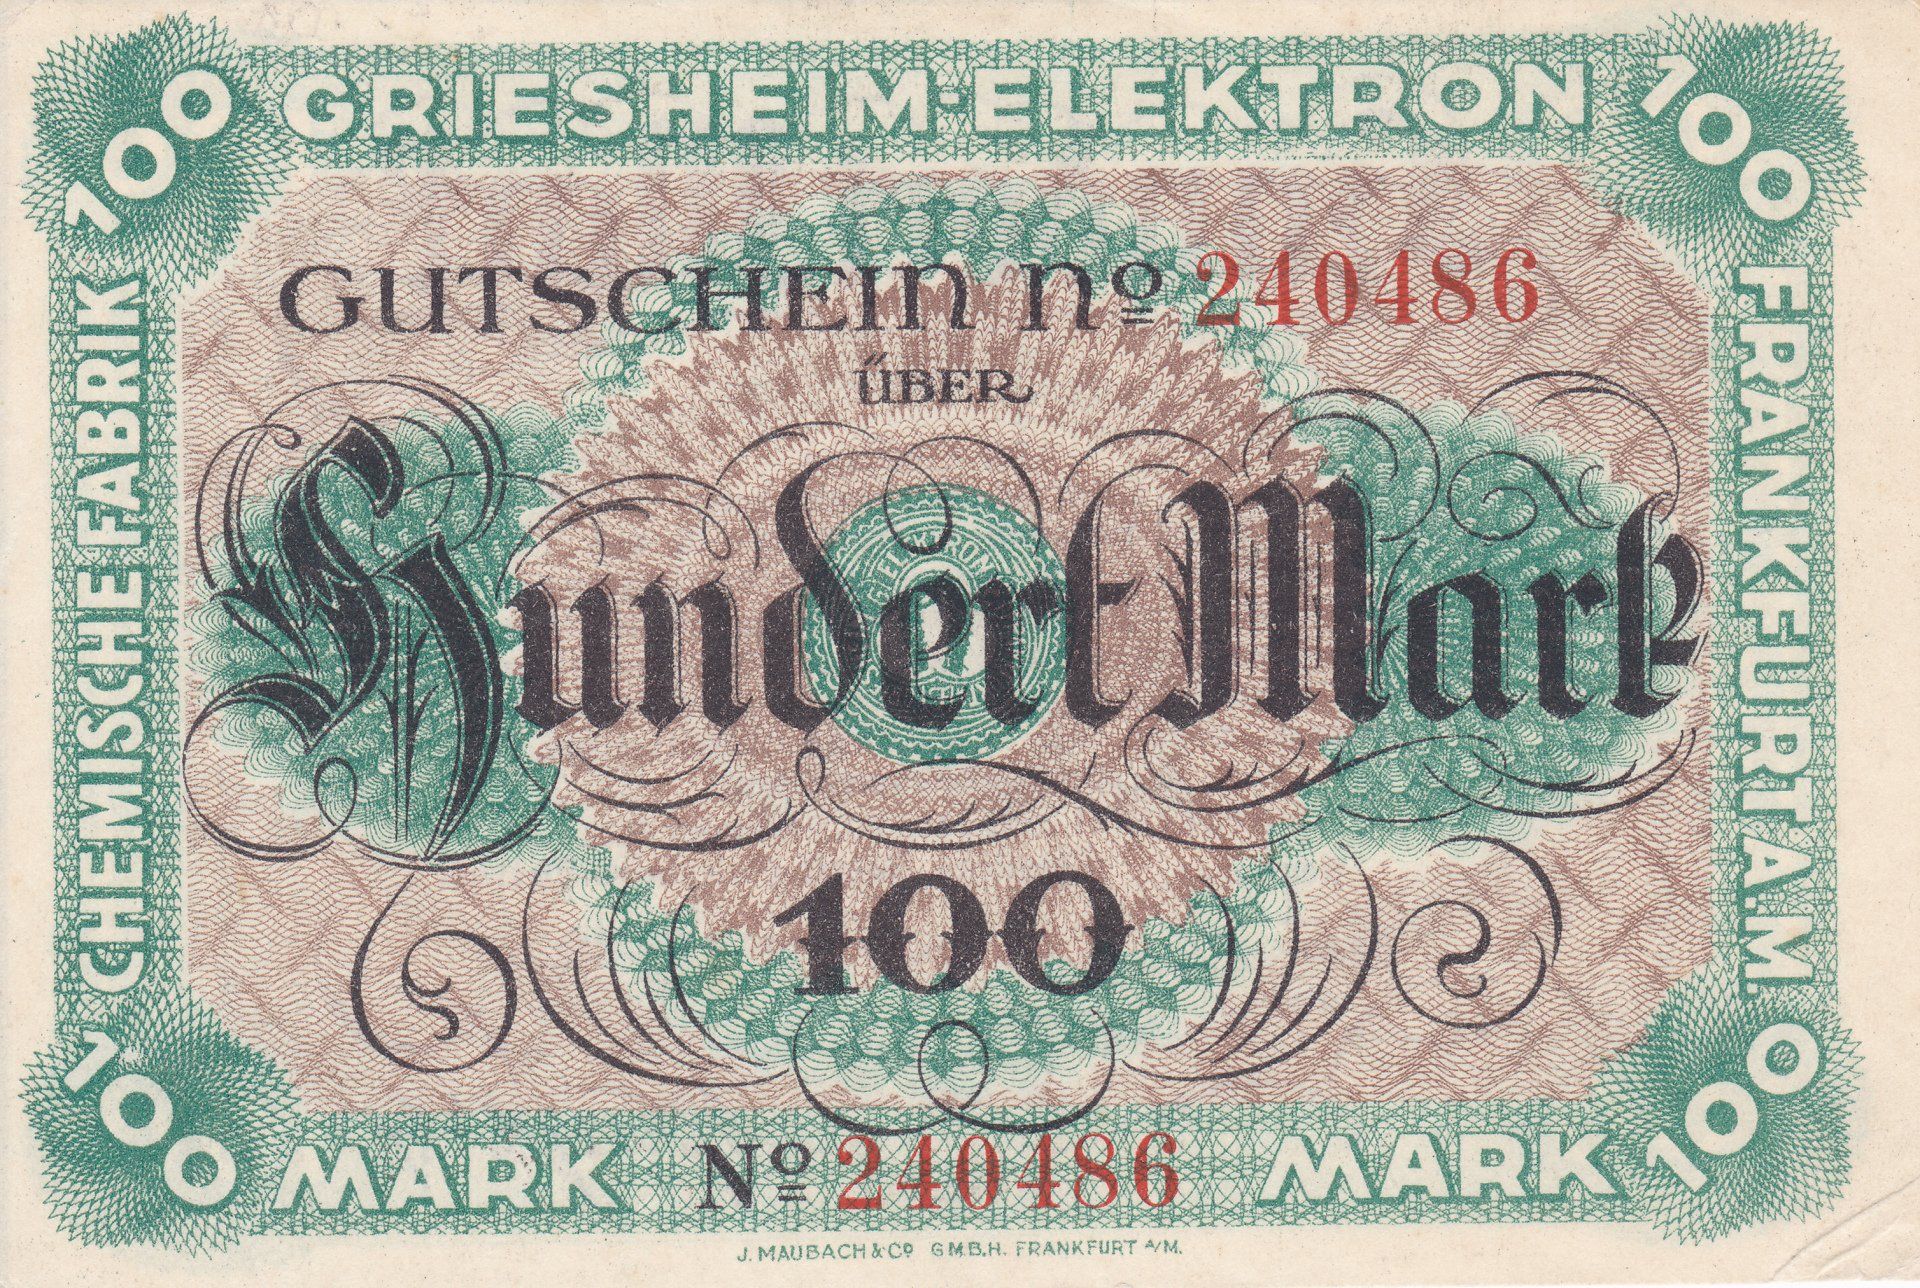 GRIESHEIM-ELEKTRON
100
100
CHEMISCHE FABRIK
FRANKFURT A.M.
GUTSCHEIN No 240486
ÜBER
Hundert Mark
100
100
MARK
No 240486
MARK
100
J. MAUBACH & Co G.M.B.H. FRANKFURT A/M.